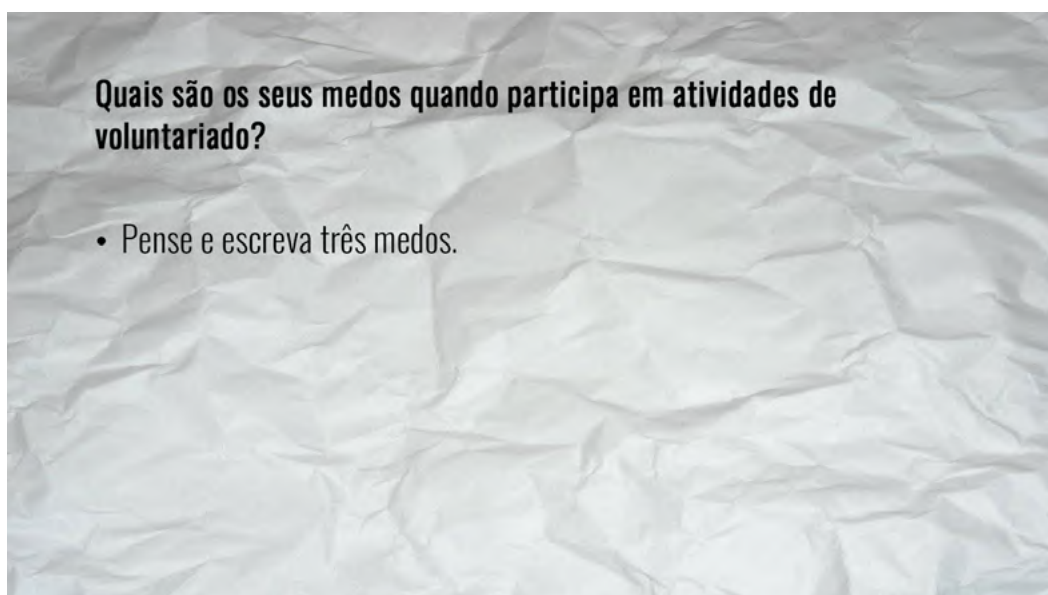 Quais são os seus medos quando participa em atividades de
voluntariado?
• Pense e escreva três medos.